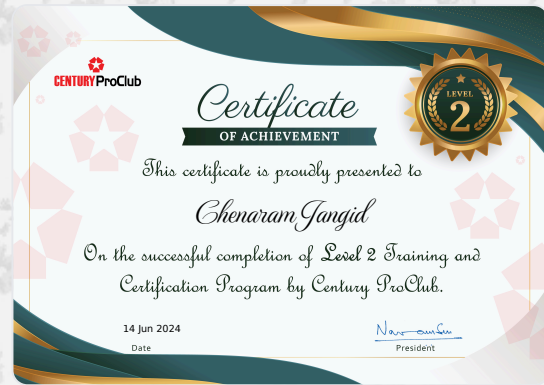 CENTURY ProClub
LEVEL
2
Certificate
OF ACHIEVEMENT
This certificate is proudly presented to
Chenaram Jangid
On the successful completion of Level 2 Training and
Certification Program by Century ProClub.
14 Jun 2024
Date
President